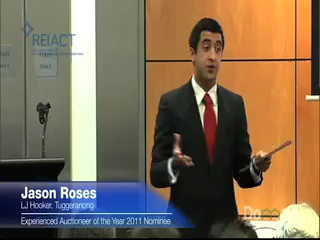 REIACT
Jason Roses
LJ Hooker, Tuggeranong
Experienced Auctioneer of the Year 2011 Nominee